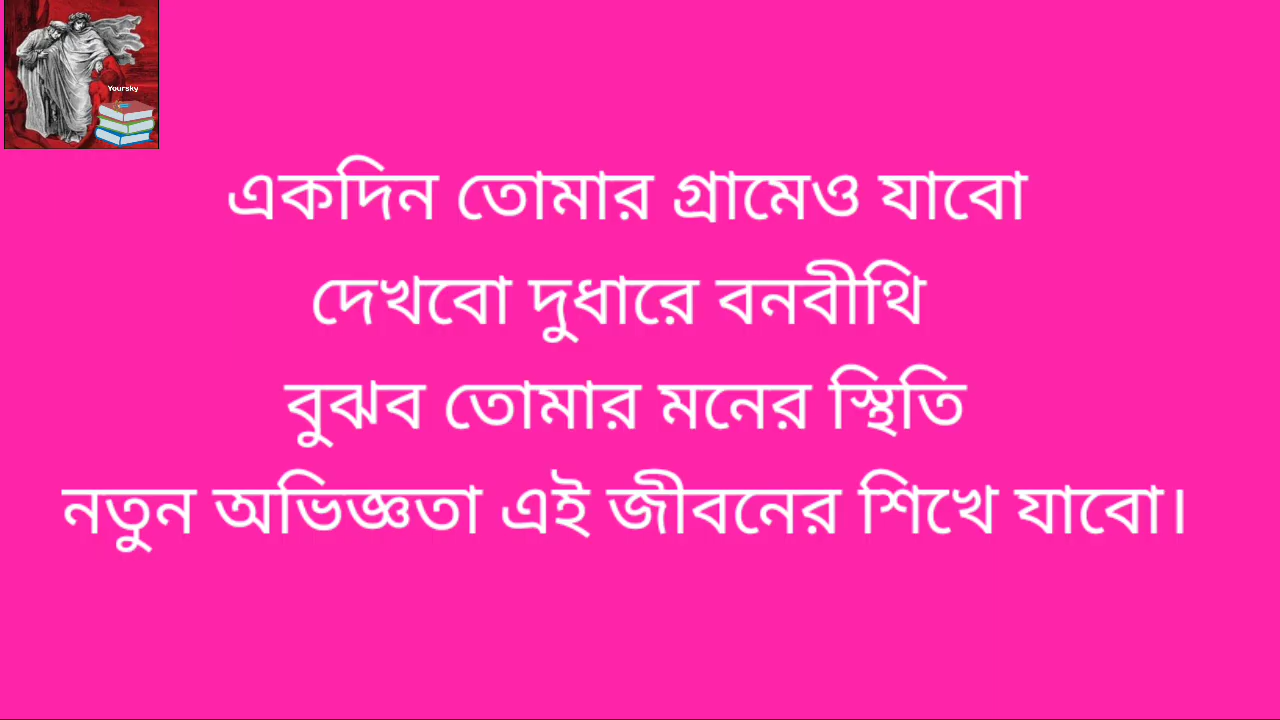 Yoursky
একদিন তোমার গ্রামেও যাবো
দেখবো দুধারে বনবীথি
বুঝব তোমার মনের স্থিতি
নতুন অভিজ্ঞতা এই জীবনের শিখে যাবো।